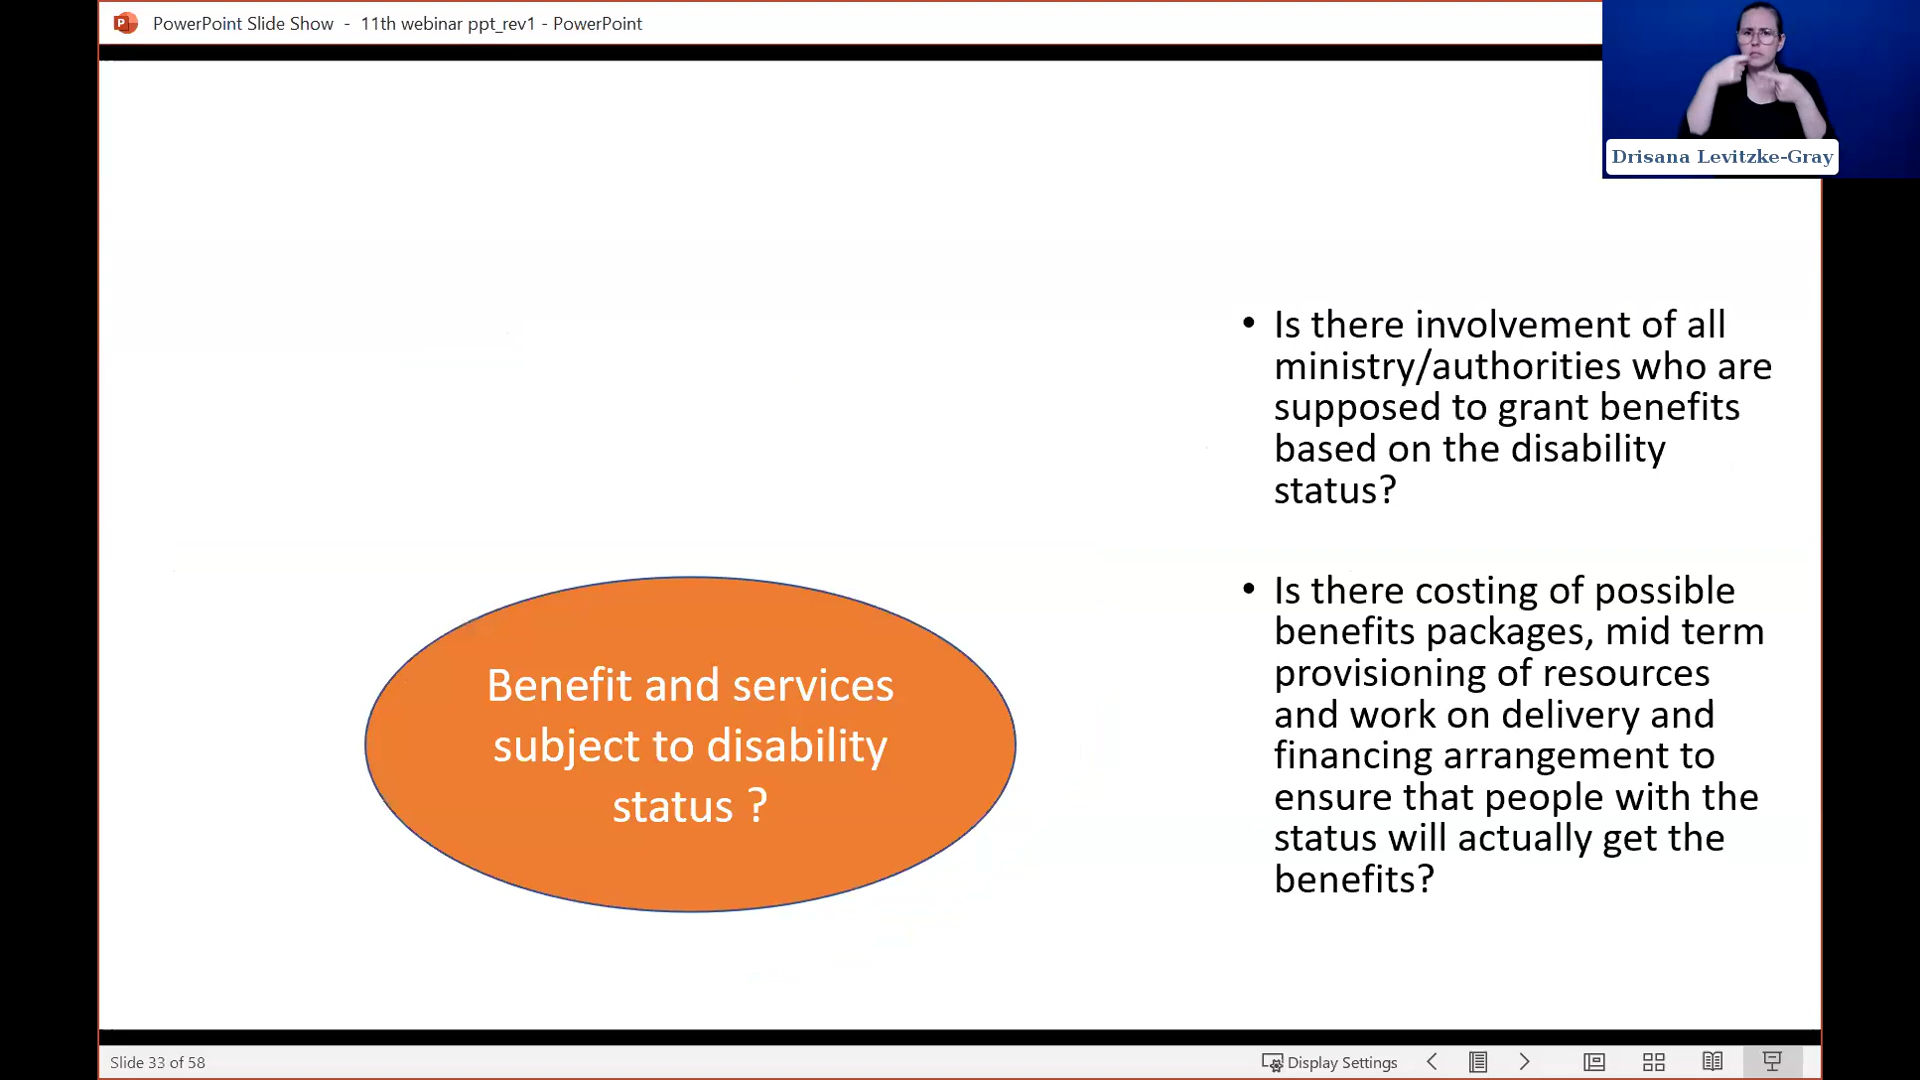 PowerPoint Slide Show - 11th webinar ppt_rev1 - PowerPoint
Drisana Levitzke-Gray
• Is there involvement of all
ministry/authorities who are
supposed to grant benefits
based on the disability
status?
• Is there costing of possible
benefits packages, mid term
provisioning of resources
and work on delivery and
financing arrangement to
ensure that people with the
status will actually get the
benefits?
Benefit and services
subject to disability
status ?
Slide 33 of 58
Display Settings